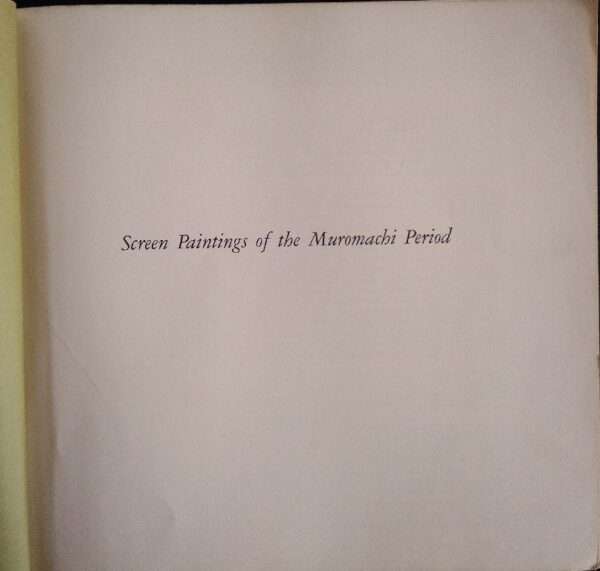 Screen Paintings of the Muromachi Period